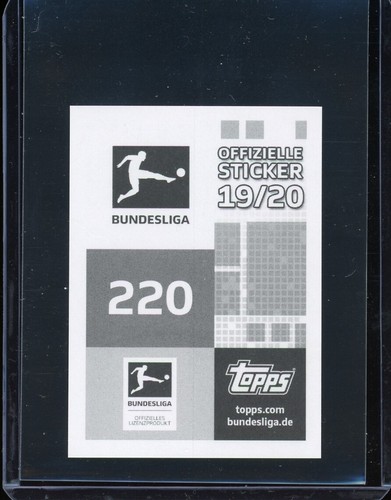 BUNDESLIGA
OFFIZIELLE
STICKER
19/20
220
BUNDESLIGA
OFFIZIELLES
LIZENZPRODUKT
topps
topps.com
bundesliga.de